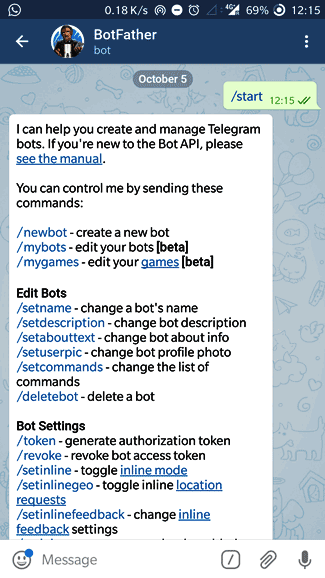 0.18 K/s 4G 69% 12:15
BotFather
bot
October 5
/start 12:15
I can help you create and manage Telegram
bots. If you're new to the Bot API, please
see the manual.
You can control me by sending these
commands:
/newbot - create a new bot
/mybots - edit your bots [beta]
/mygames - edit your games [beta]
Edit Bots
/setname - change a bot's name
/setdescription - change bot description
/setabouttext - change bot about info
/setuserpic - change bot profile photo
/setcommands - change the list of
commands
/deletebot - delete a bot
Bot Settings
/token - generate authorization token
/revoke - revoke bot access token
/setinline - toggle inline mode
/setinlinegeo - toggle inline location
requests
/setinlinefeedback - change inline
feedback settings
Message